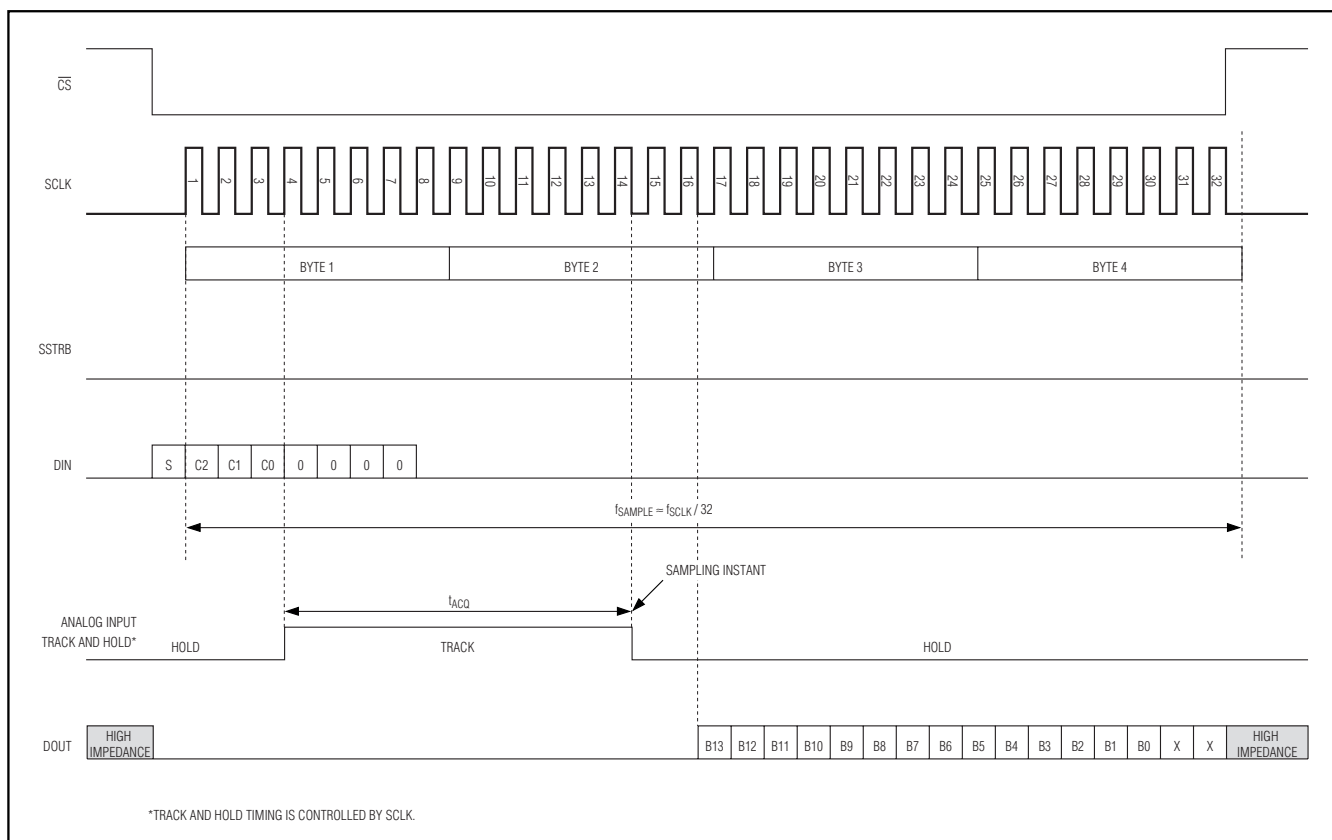 CS
SCLK
1 2 3 4 5 6 7 8 9 10 11 12 13 14 15 16 17 18 19 20 21 22 23 24 25 26 27 28 29 30 31 32
BYTE 1 BYTE 2 BYTE 3 BYTE 4
SSTRB
DIN
S C2 C1 C0 0 0 0 0
fSAMPLE = fSCLK / 32
SAMPLING INSTANT
tACQ
ANALOG INPUT
TRACK AND HOLD*
HOLD TRACK HOLD
DOUT
HIGH
IMPEDANCE
B13 B12 B11 B10 B9 B8 B7 B6 B5 B4 B3 B2 B1 B0 X X
HIGH
IMPEDANCE
*TRACK AND HOLD TIMING IS CONTROLLED BY SCLK.